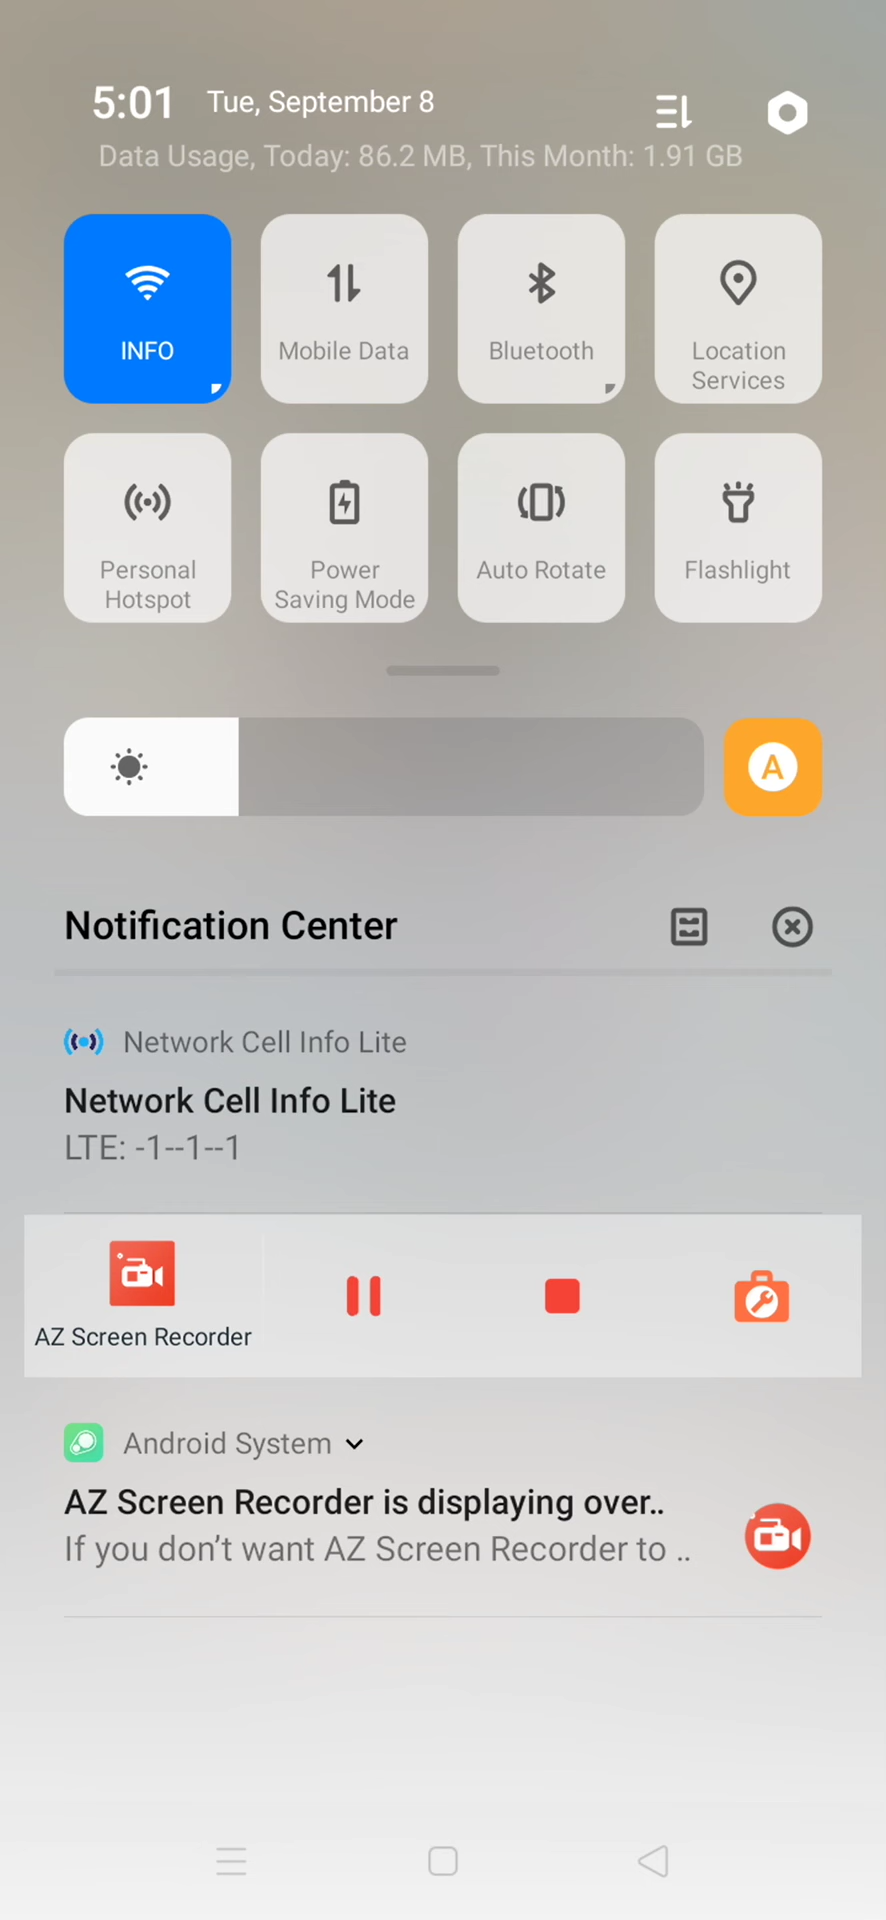 5:01 Tue, September 8
Data Usage, Today: 86.2 MB, This Month: 1.91 GB
INFO
Mobile Data
Bluetooth
Location
Services
Personal
Hotspot
Power
Saving Mode
Auto Rotate
Flashlight
A
Notification Center
Network Cell Info Lite
Network Cell Info Lite
LTE: -1--1--1
AZ Screen Recorder
Android System
AZ Screen Recorder is displaying over..
If you don’t want AZ Screen Recorder to ..